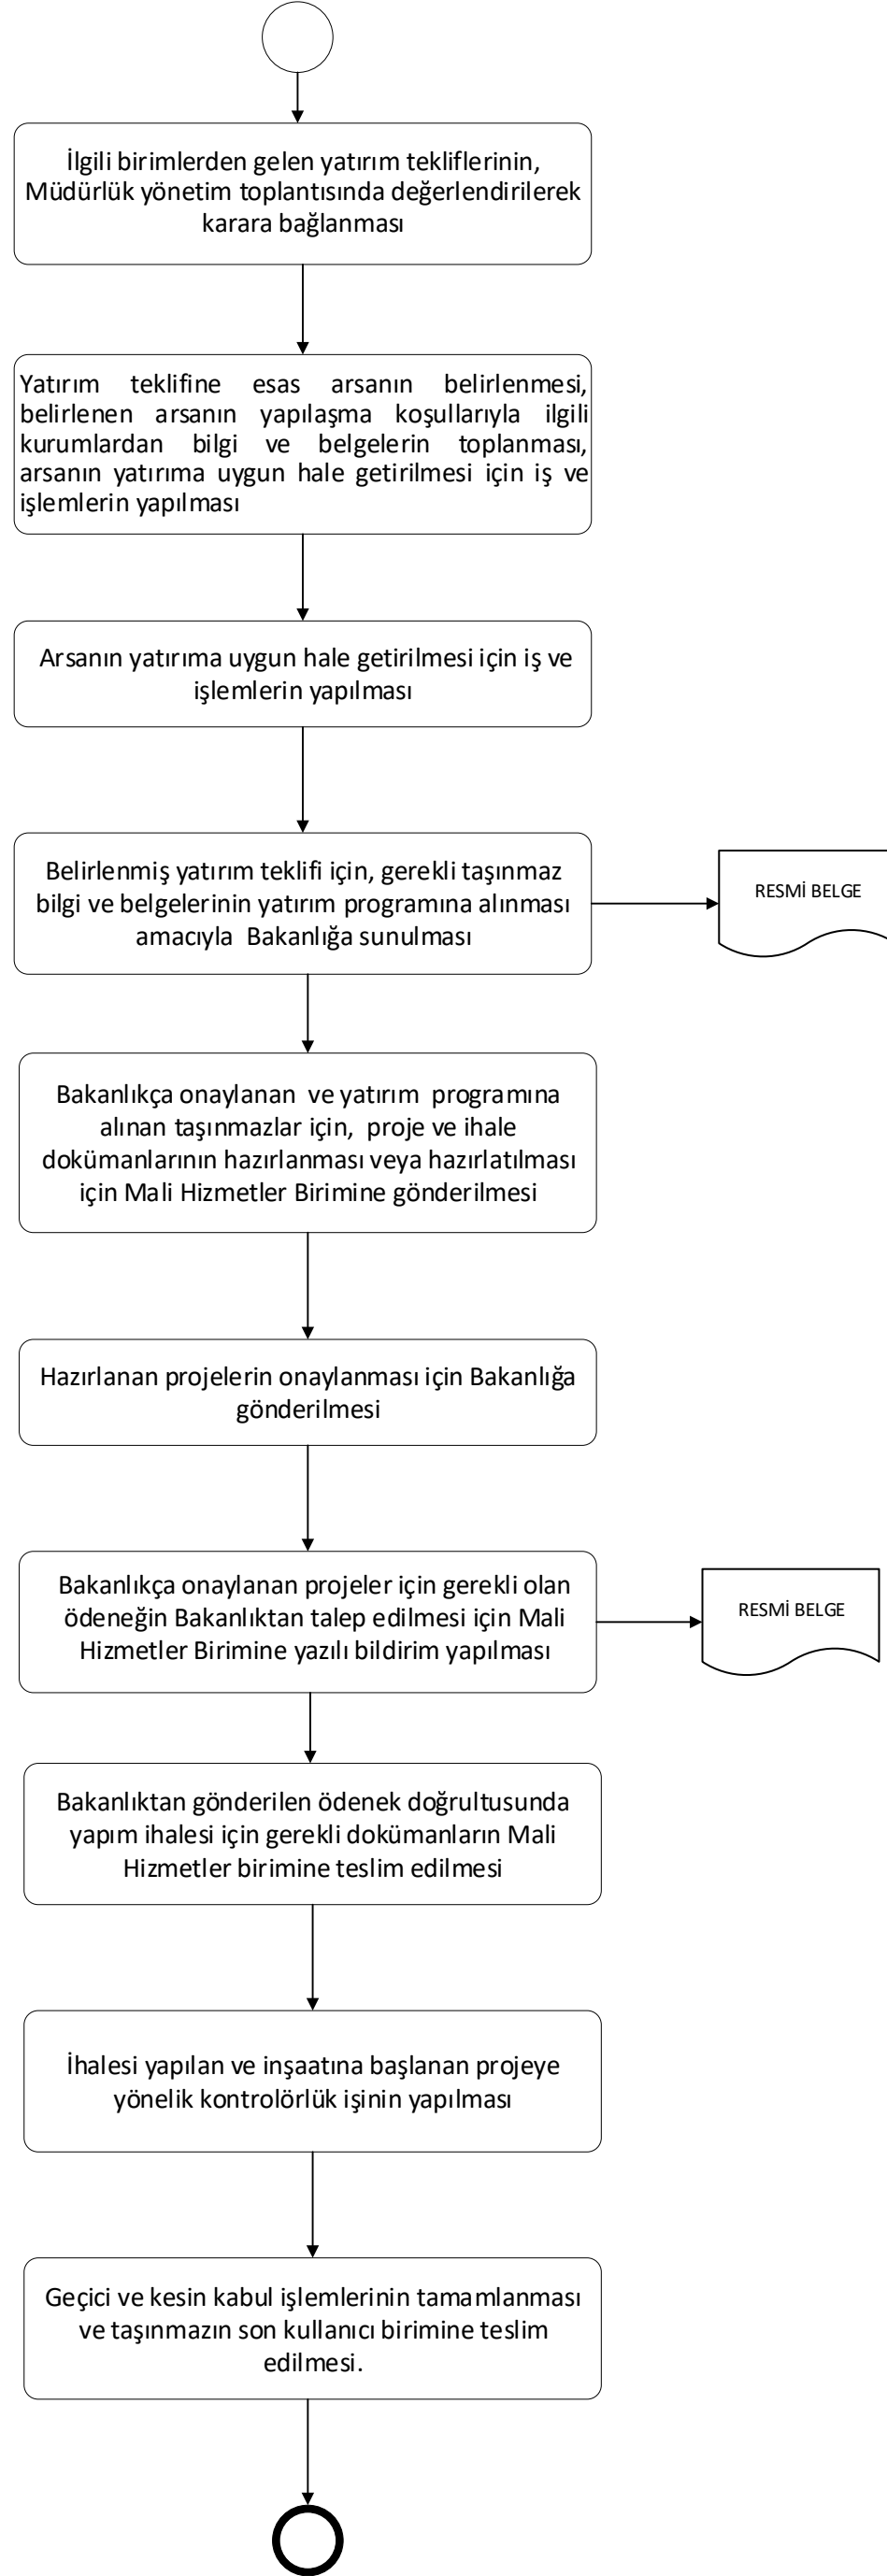 İlgili birimlerden gelen yatırım tekliflerinin,
Müdürlük yönetim toplantısında değerlendirilerek
karara bağlanması
Yatırım teklifine esas arsanın belirlenmesi,
belirlenen arsanın yapılaşma koşullarıyla ilgili
kurumlardan bilgi ve belgelerin toplanması,
arsanın yatırıma uygun hale getirilmesi için iş ve
işlemlerin yapılması
Arsanın yatırıma uygun hale getirilmesi için iş ve
işlemlerin yapılması
Belirlenmiş yatırım teklifi için, gerekli taşınmaz
bilgi ve belgelerinin yatırım programına alınması
amacıyla Bakanlığa sunulması
RESMİ BELGE
Bakanlıkça onaylanan ve yatırım programına
alınan taşınmazlar için, proje ve ihale
dokümanlarının hazırlanması veya hazırlatılması
için Mali Hizmetler Birimine gönderilmesi
Hazırlanan projelerin onaylanması için Bakanlığa
gönderilmesi
Bakanlıkça onaylanan projeler için gerekli olan
ödeneğin Bakanlıktan talep edilmesi için Mali
Hizmetler Birimine yazılı bildirim yapılması
RESMİ BELGE
Bakanlıktan gönderilen ödenek doğrultusunda
yapım ihalesi için gerekli dokümanların Mali
Hizmetler birimine teslim edilmesi
İhalesi yapılan ve inşaatına başlanan projeye
yönelik kontrolörlük işinin yapılması
Geçici ve kesin kabul işlemlerinin tamamlanması
ve taşınmazın son kullanıcı birimine teslim
edilmesi.